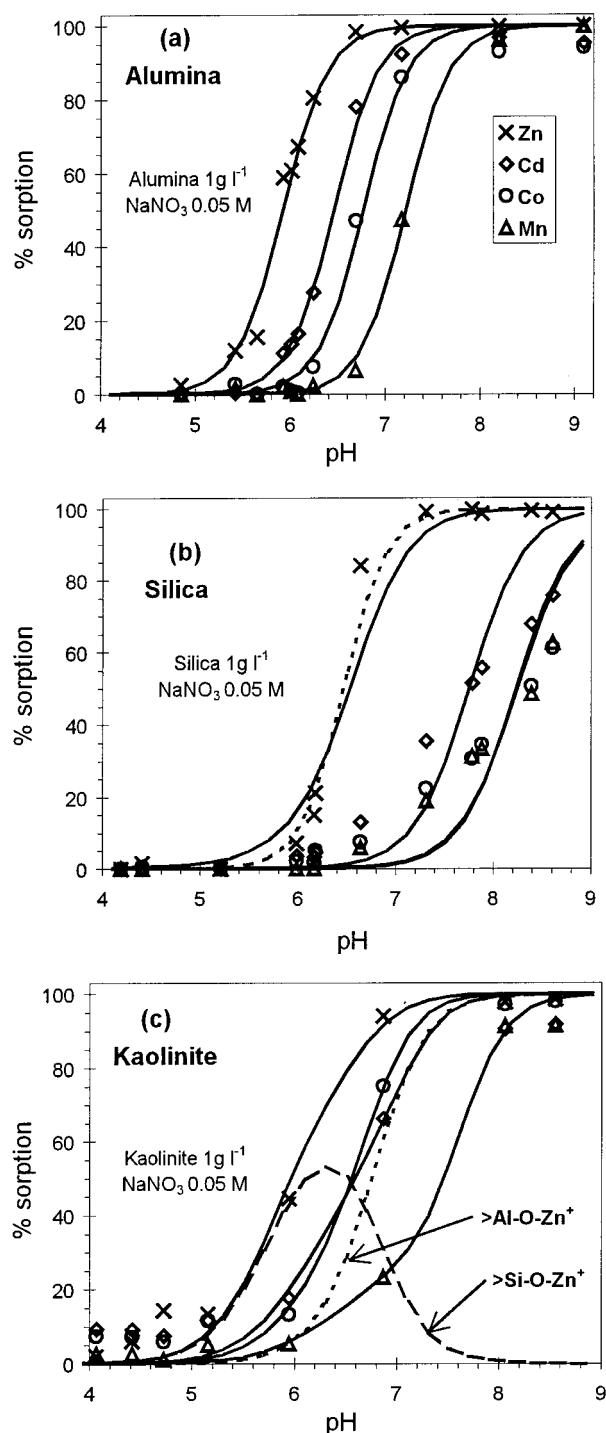 (a)
Alumina
Alumina 1g l⁻¹
NaNO₃ 0.05 M
Zn
Cd
Co
Mn
% sorption
100
80
60
40
20
0
4 5 6 7 8 9
pH
(b)
Silica
Silica 1g l⁻¹
NaNO₃ 0.05 M
% sorption
100
80
60
40
20
0
4 5 6 7 8 9
pH
(c)
Kaolinite
Kaolinite 1g l⁻¹
NaNO₃ 0.05 M
>Al-O-Zn⁺
>Si-O-Zn⁺
% sorption
100
80
60
40
20
0
4 5 6 7 8 9
pH